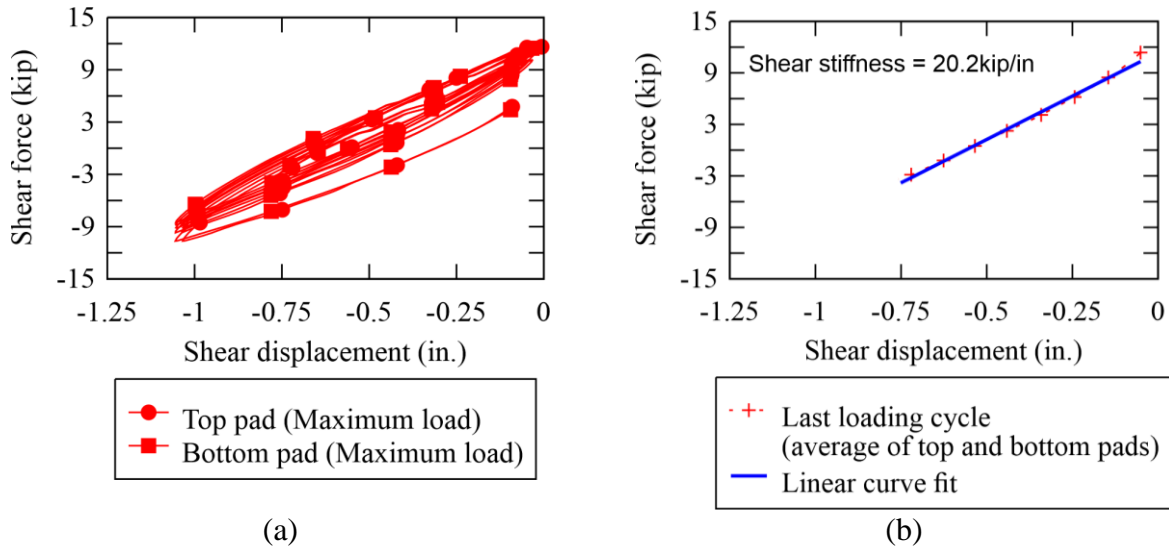 15
9
3
-3
-9
-15
Shear force (kip)
-1.25 -1 -0.75 -0.5 -0.25 0
Shear displacement (in.)
Top pad (Maximum load)
Bottom pad (Maximum load)
(a)
15
9
3
-3
-9
-15
Shear force (kip)
Shear stiffness = 20.2kip/in
-1.25 -1 -0.75 -0.5 -0.25 0
Shear displacement (in.)
Last loading cycle
(average of top and bottom pads)
Linear curve fit
(b)